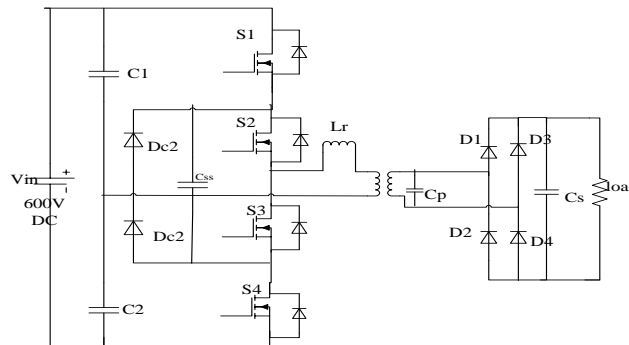 S1
C1
S2
Lr
D1
D3
Dc2
Css
Vin
+
-
600V
DC
Cp
Cs
loa
Dc2
S3
D2
D4
C2
S4